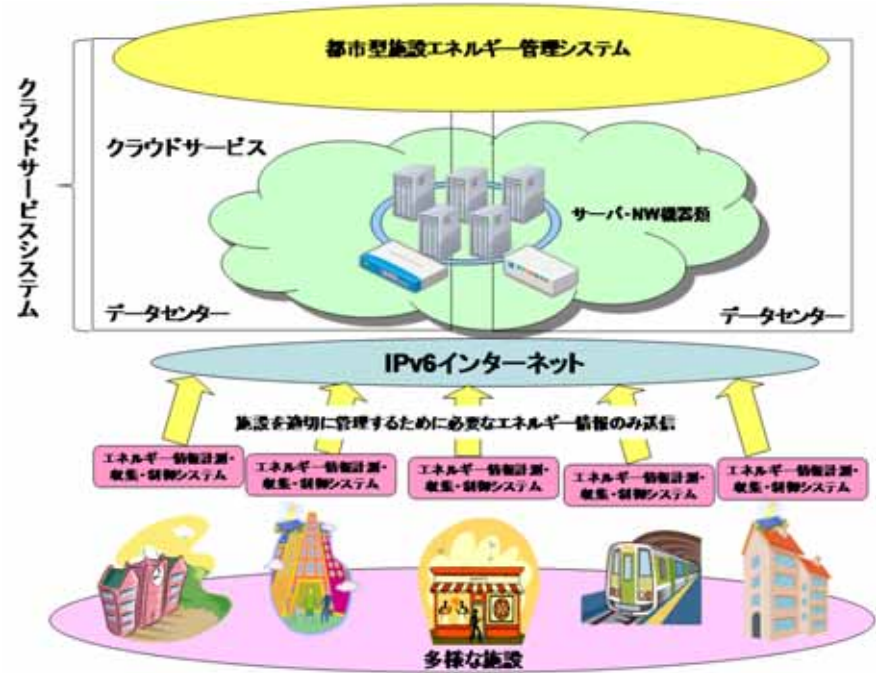 都市型施設エネルギー管理システム
クラウドサービスシステム
クラウドサービス
サーバ・NW機器類
データセンター
データセンター
IPv6インターネット
施設を適切に管理するために必要なエネルギー情報のみ送信
エネルギー情報計測・
収集・制御システム
エネルギー情報計測・
収集・制御システム
エネルギー情報計測・
収集・制御システム
エネルギー情報計測・
収集・制御システム
エネルギー情報計測・
収集・制御システム
多様な施設